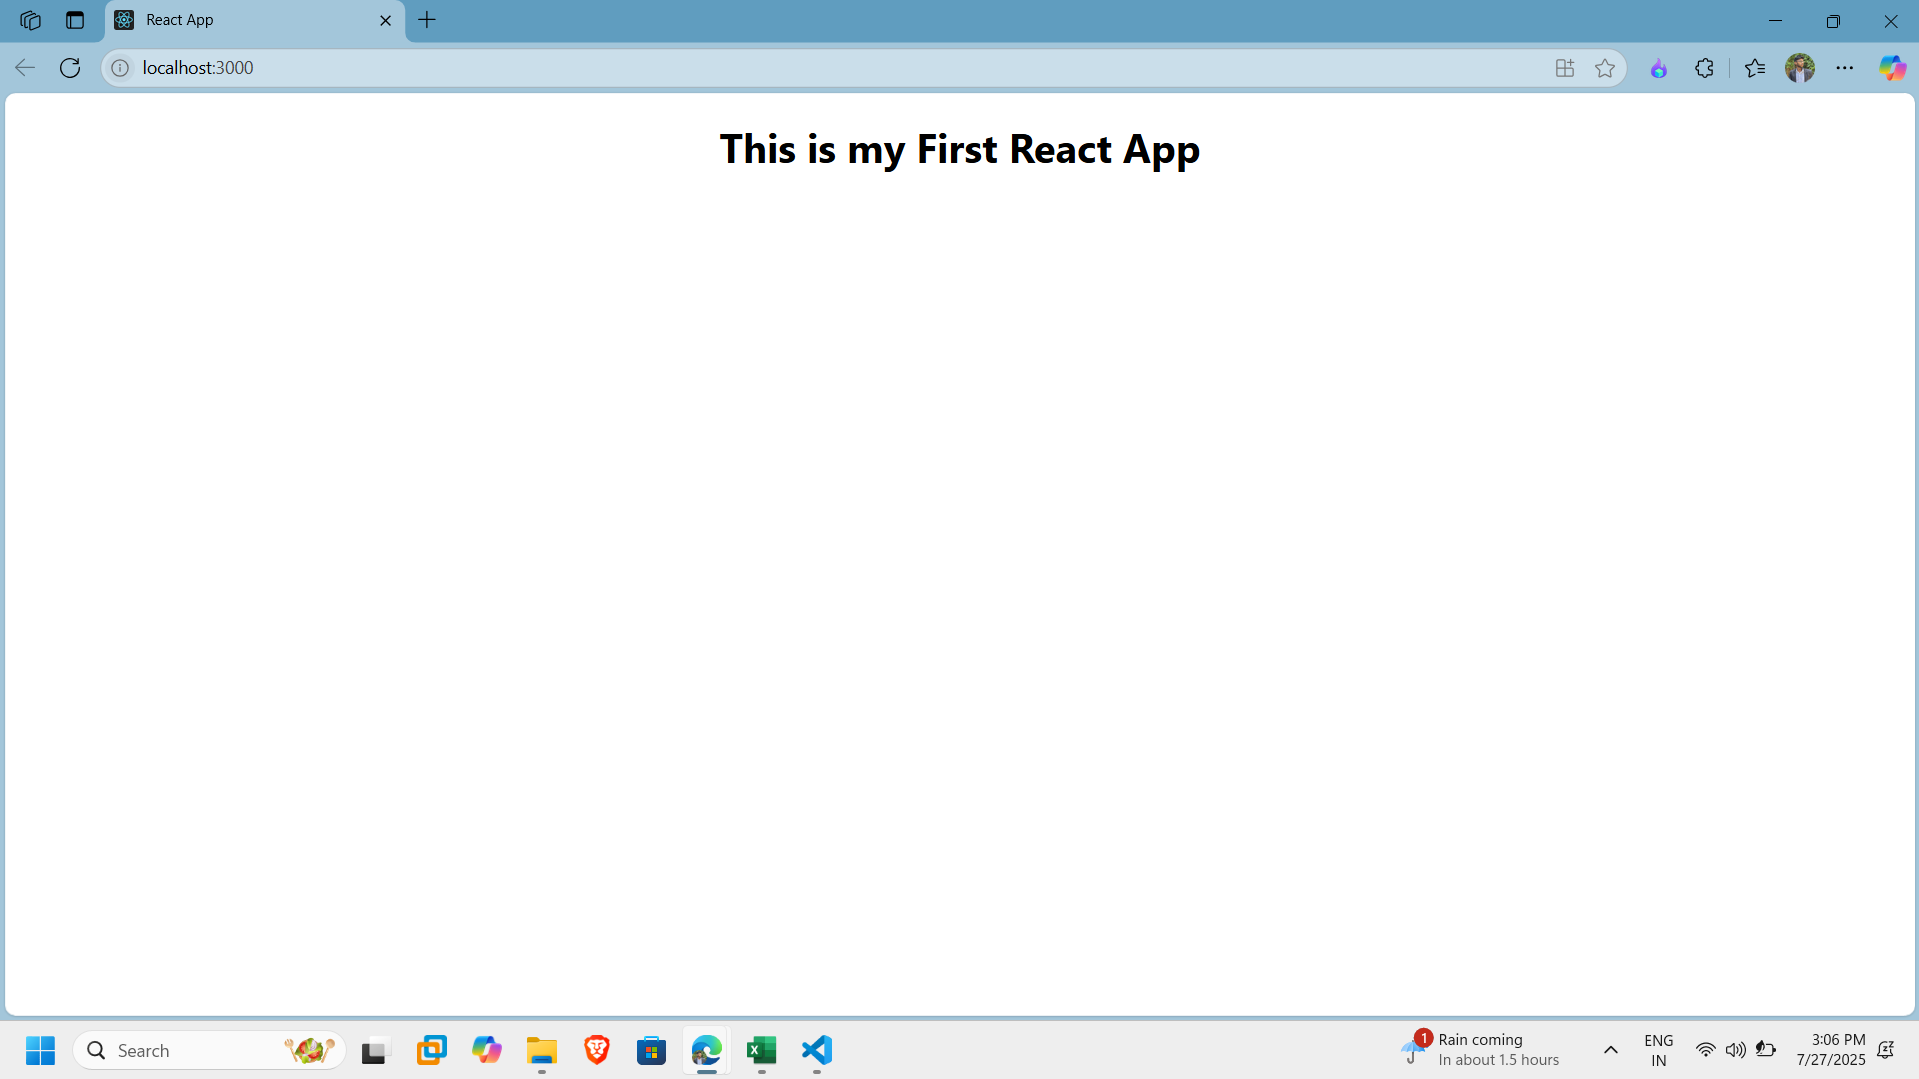 React App
localhost:3000
This is my First React App
Search
1
Rain coming
In about 1.5 hours
ENG
IN
3:06 PM
7/27/2025